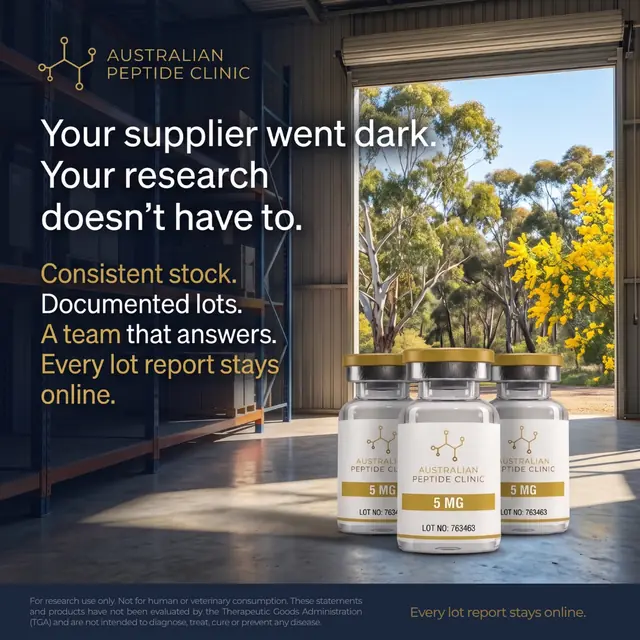 AUSTRALIAN
PEPTIDE CLINIC
Your supplier went dark.
Your research
doesn't have to.
Consistent stock.
Documented lots.
A team that answers.
Every lot report stays
online.
AUSTRALIAN
PEPTIDE CL
5 MG
LOT NO: 7634
AUSTRALIAN
PEPTIDE CLINIC
5 MG
LOT NO: 763463
AUSTRALIAN
PEPTIDE CLINIC
5 MG
LOT NO: 763463
For research use only. Not for human or veterinary consumption. These statements
and products have not been evaluated by the Therapeutic Goods Administration
(TGA) and are not intended to diagnose, treat, cure or prevent any disease.
Every lot report stays online.